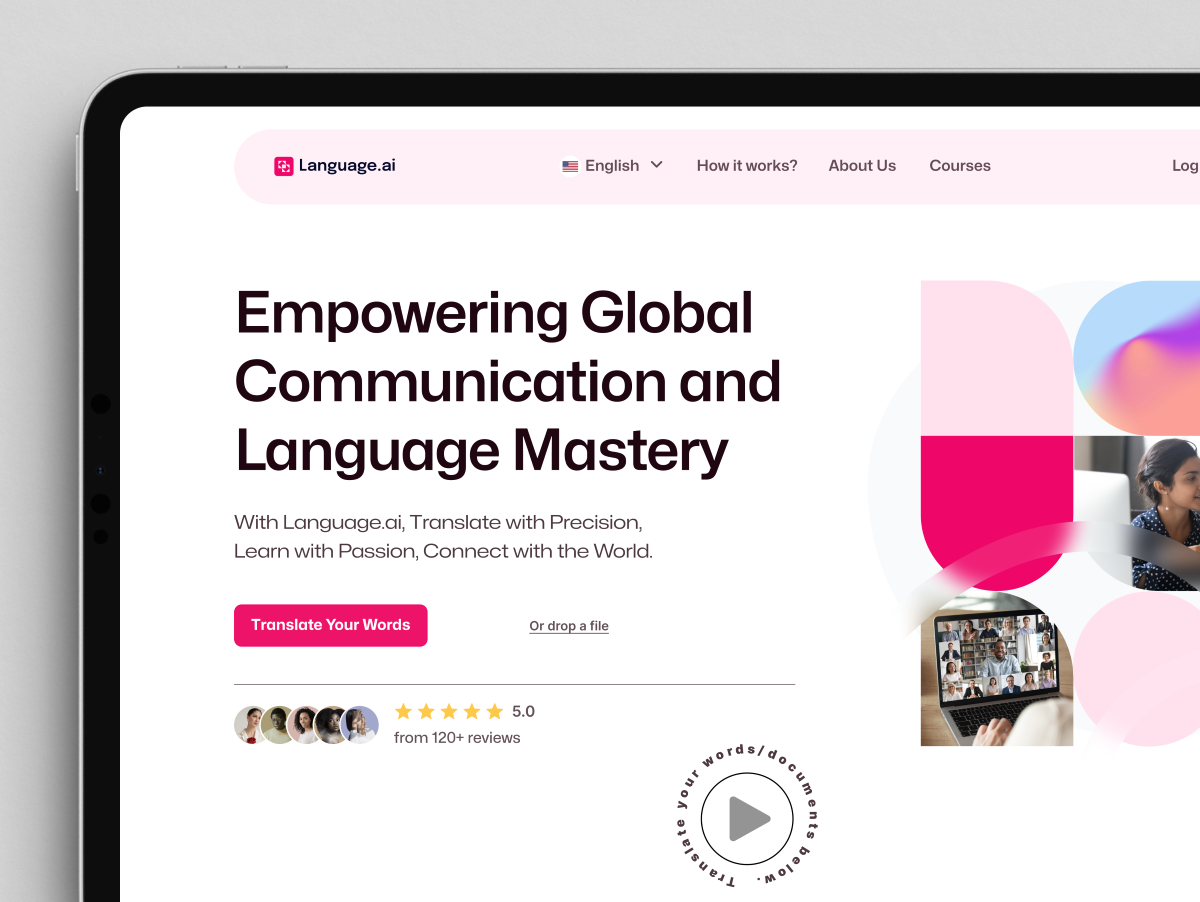 Language.ai
English
How it works?
About Us
Courses
Log
Empowering Global
Communication and
Language Mastery
With Language.ai, Translate with Precision,
Learn with Passion, Connect with the World.
Translate Your Words
Or drop a file
5.0
from 120+ reviews
Translate your words/documents below.